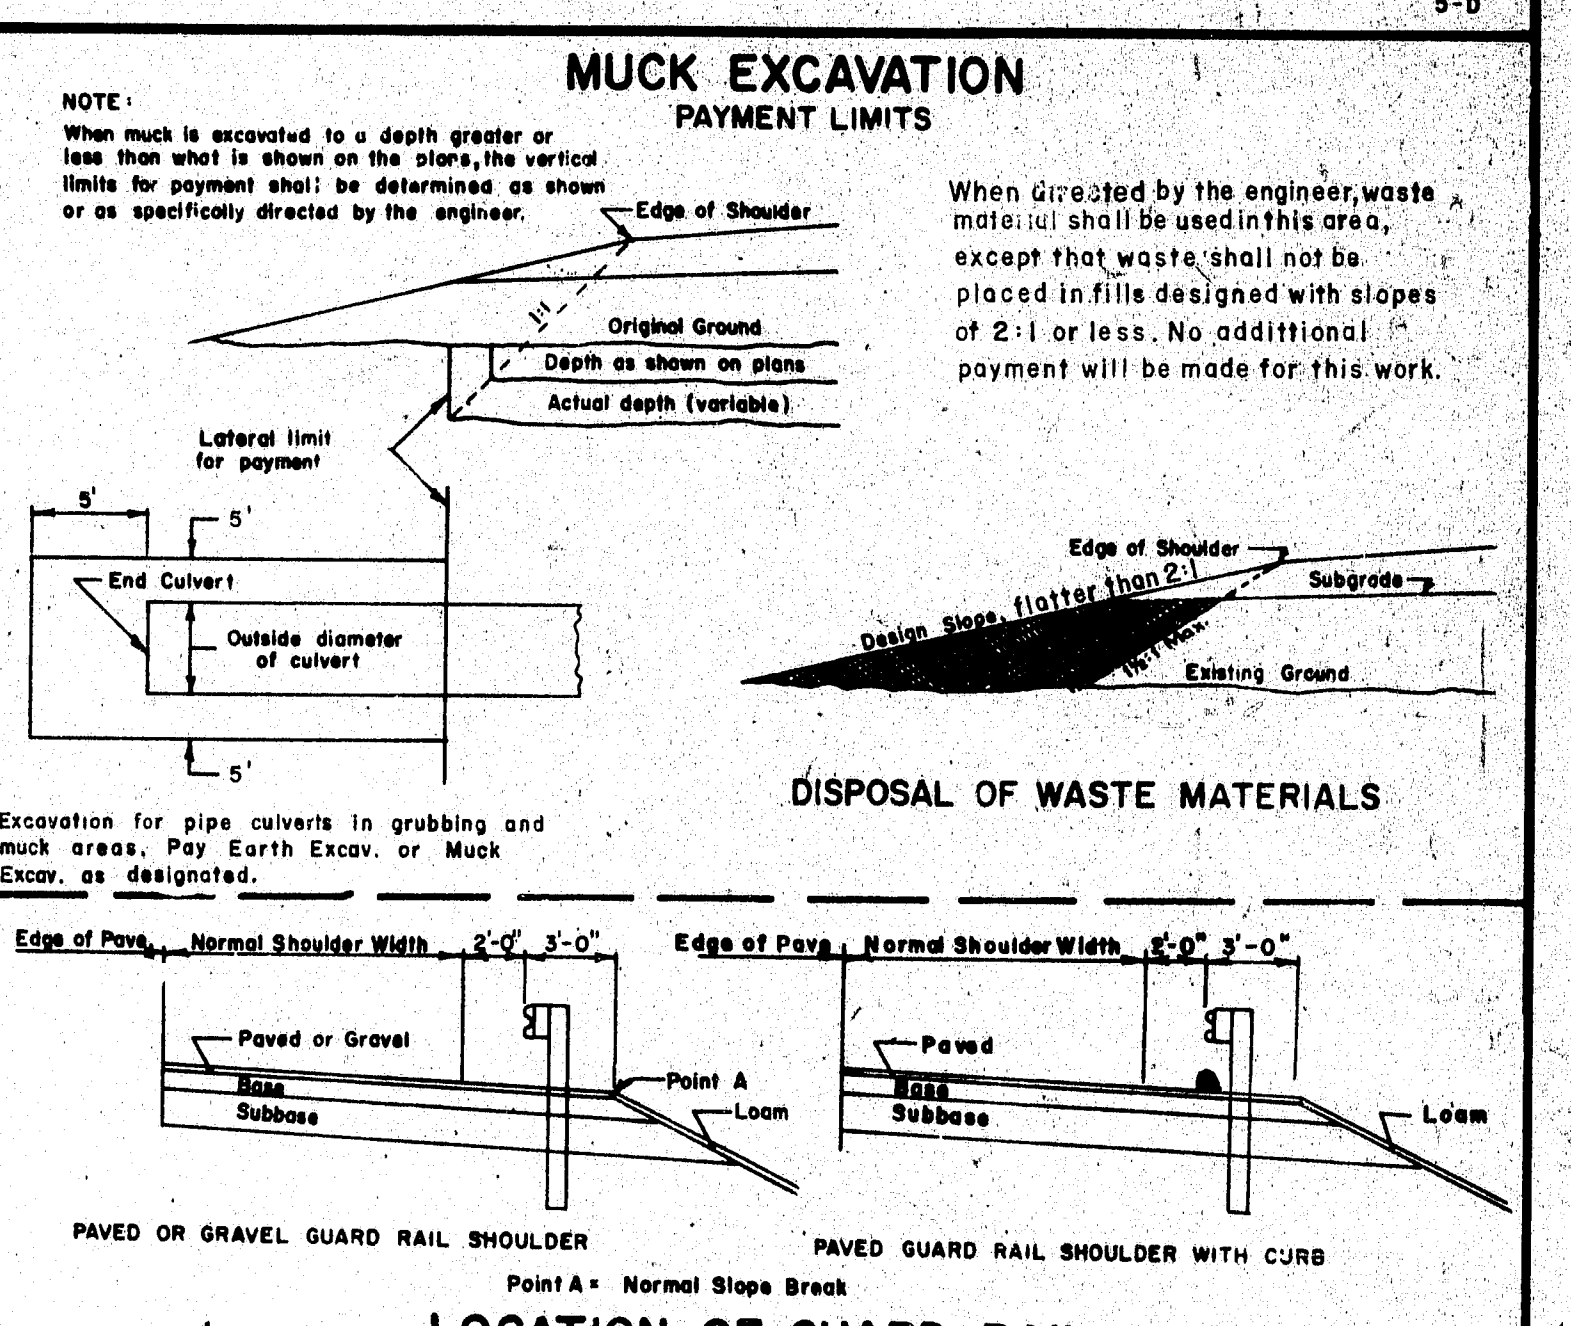 5-D
MUCK EXCAVATION
PAYMENT LIMITS
NOTE:
When muck is excavated to a depth greater or
less than what is shown on the plans, the vertical
limits for payment shall be determined as shown
or as specifically directed by the engineer.
Edge of Shoulder
1:1
Original Ground
Depth as shown on plans
Actual depth (variable)
Lateral limit
for payment
5'
5'
End Culvert
Outside diameter
of culvert
5'
Excavation for pipe culverts in grubbing and
muck areas, Pay Earth Excav. or Muck
Excav. as designated.
When directed by the engineer, waste
material shall be used in this area,
except that waste shall not be
placed in fills designed with slopes
of 2:1 or less. No addittional
payment will be made for this work.
Edge of Shoulder
Design Slope, flatter than 2:1
Subgrade
1½:1 Max.
Existing Ground
DISPOSAL OF WASTE MATERIALS
Edge of Pave. Normal Shoulder Width 2'-0" 3'-0"
Paved or Gravel
Base
Subbase
Point A
Loam
PAVED OR GRAVEL GUARD RAIL SHOULDER
Edge of Pave. Normal Shoulder Width 2'-0" 3'-0"
Paved
Base
Subbase
Loam
PAVED GUARD RAIL SHOULDER WITH CURB
Point A = Normal Slope Break
LOCATION OF GUARD RAIL